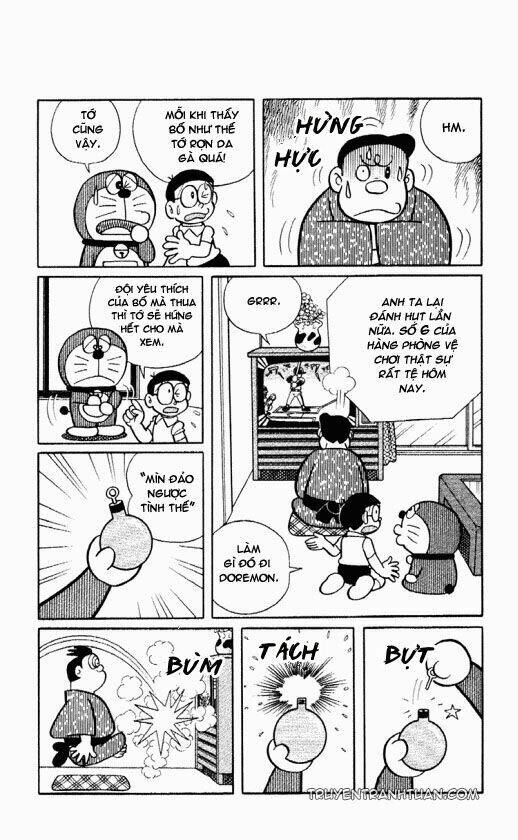 HM.
HỪNG
HỰC
MỖI KHI THẤY
BỐ NHƯ THẾ
TỚ RỢN DA
GÀ QUÁ!
TỚ
CŨNG
VẬY.
ANH TA LẠI
ĐÁNH HỤT LẦN
NỮA. SỐ 6 CỦA
HÀNG PHÒNG VỆ
CHƠI THẬT SƯ
RẤT TỆ HÔM
NAY.
GRRR.
LÀM
GÌ ĐÓ ĐI
DOREMON.
ĐỘI YÊU THÍCH
CỦA BỐ MÀ THUA
THÌ TỚ SẼ HỨNG
HẾT CHO MÀ
XEM.
"MÌN ĐẢO
NGƯỢC
TÌNH THẾ"
BỤT
TÁCH
BÙM
TRUYENTRANHTUAN.COM